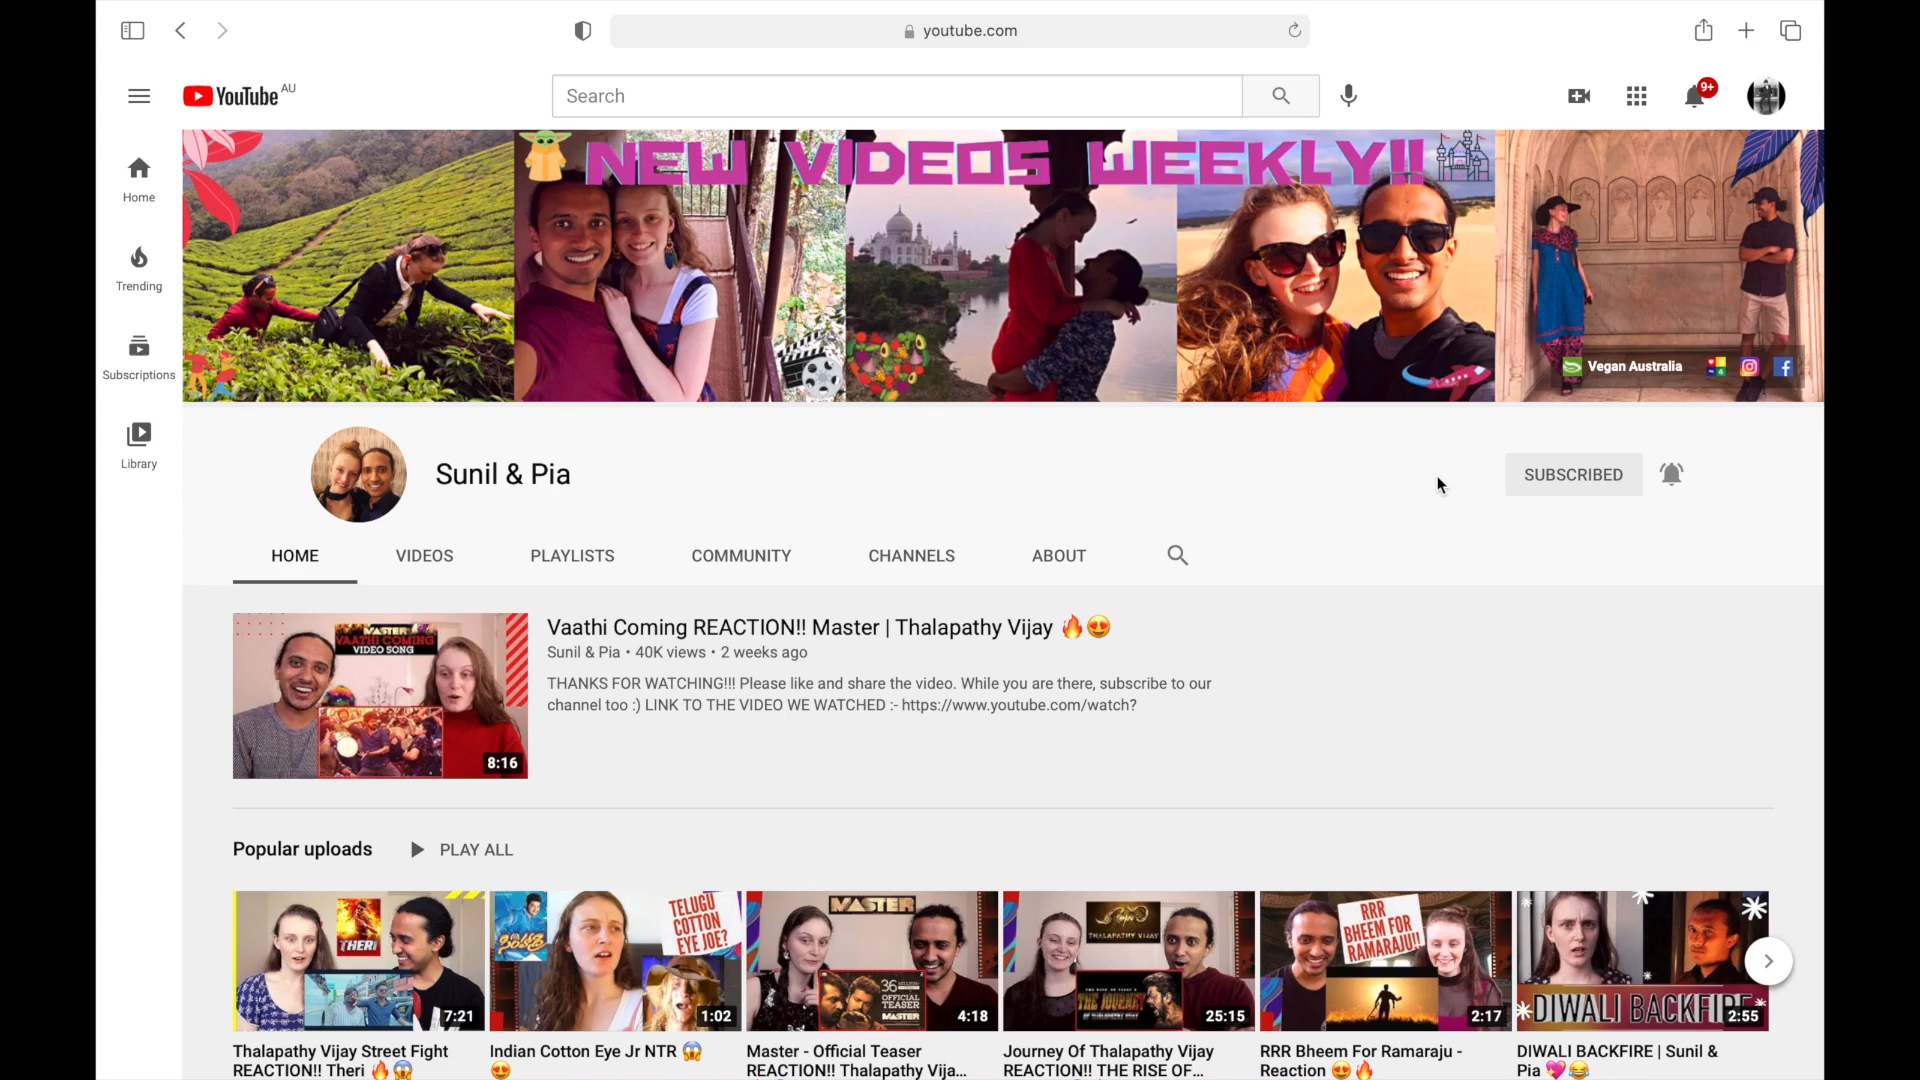 youtube.com
YouTube AU
Search
9+
Home
Trending
Subscriptions
Library
NEW VIDEOS WEEKLY!!
Vegan Australia
Sunil & Pia
SUBSCRIBED
HOME VIDEOS PLAYLISTS COMMUNITY CHANNELS ABOUT
MASTER
VAATHI COMING
VIDEO SONG
8:16
Vaathi Coming REACTION!! Master | Thalapathy Vijay 🔥😍
Sunil & Pia • 40K views • 2 weeks ago
THANKS FOR WATCHING!!! Please like and share the video. While you are there, subscribe to our
channel too :) LINK TO THE VIDEO WE WATCHED :- https://www.youtube.com/watch?
Popular uploads
PLAY ALL
THERI
7:21
TELUGU
COTTON
EYE JOE?
1:02
MASTER
36
OFFICIAL
TEASER
MASTER
4:18
THALAPATHY VIJAY
THE JOURNEY
25:15
RRR
BHEEM FOR
RAMARAJU!!
2:17
DIWALI BACKFIRE
2:55
Thalapathy Vijay Street Fight
REACTION!! Theri 🔥😱
Indian Cotton Eye Jr NTR 😱
😍
Master - Official Teaser
REACTION!! Thalapathy Vija...
Journey Of Thalapathy Vijay
REACTION!! THE RISE OF...
RRR Bheem For Ramaraju -
Reaction 😍🔥
DIWALI BACKFIRE | Sunil &
Pia 💖😂